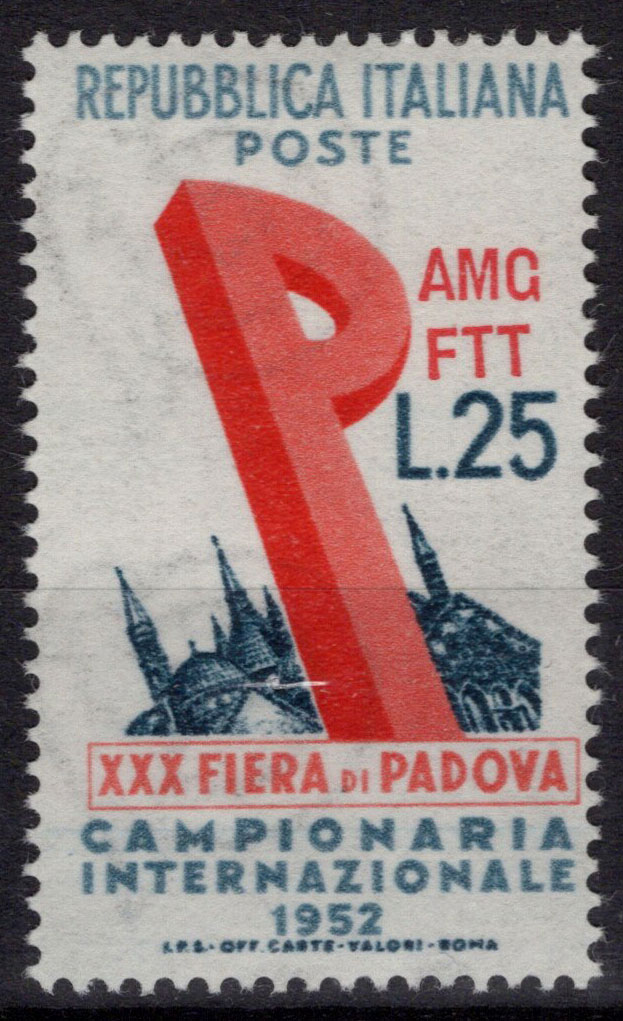 REPUBBLICA ITALIANA
POSTE
P
AMG
FTT
L.25
XXX FIERA DI PADOVA
CAMPIONARIA
INTERNAZIONALE
1952
I.P.S.-OFF. CARTE-VALORI-ROMA